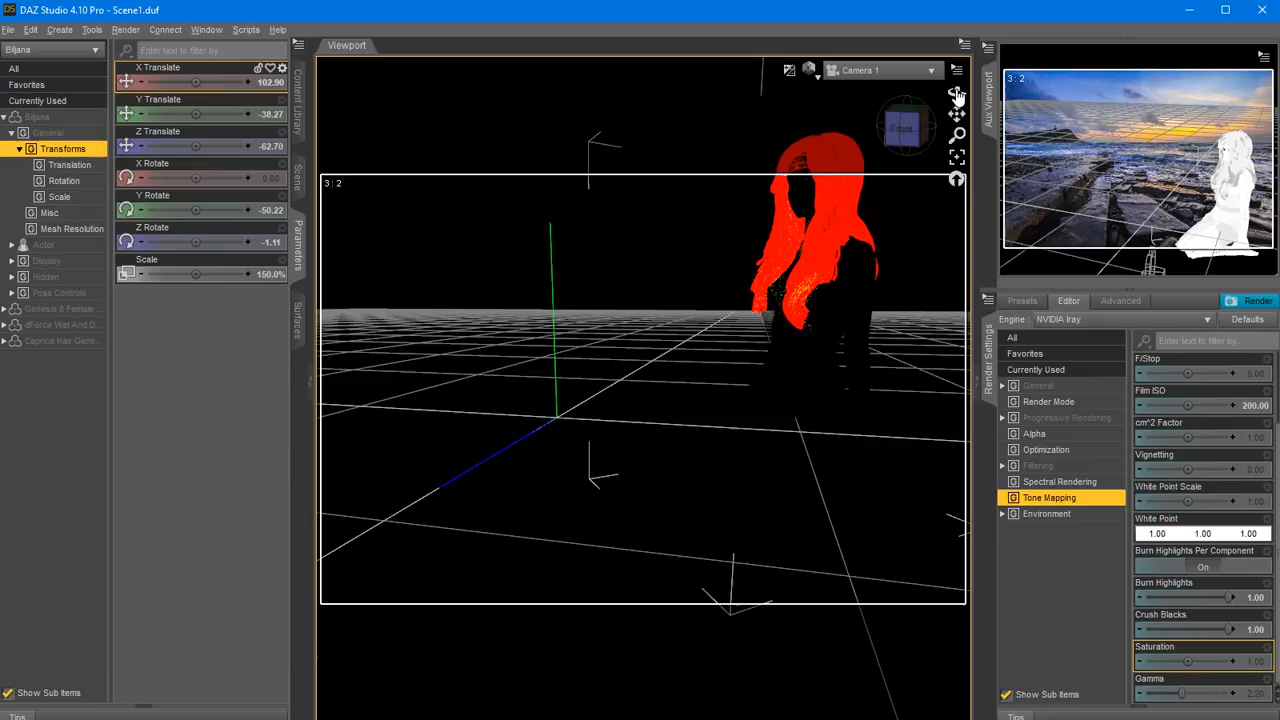 DAZ Studio 4.10 Pro - Scene1.duf
File Edit Create Tools Render Connect Window Scripts Help
Biljana
Enter text to filter by...
All
Favorites
Currently Used
Biljana
General
Transforms
Translation
Rotation
Scale
Misc
Mesh Resolution
Actor
Display
Hidden
Pose Controls
Genesis 8 Female
dForce Wet And D...
Caprice Hair Gene...
Show Sub Items
Tips
X Translate
102.90
Y Translate
-38.27
Z Translate
-62.70
X Rotate
0.00
Y Rotate
-50.22
Z Rotate
-1.11
Scale
150.0%
Content Library
Scene
Parameters
Surfaces
Viewport
Camera 1
Front
3 : 2
Aux Viewport
3 : 2
Render Settings
Presets Editor Advanced Render
Engine : NVIDIA Iray Defaults
All
Favorites
Currently Used
General
Render Mode
Progressive Rendering
Alpha
Optimization
Filtering
Spectral Rendering
Tone Mapping
Environment
Show Sub Items
Tips
Enter text to filter by...
F/Stop
8.00
Film ISO
200.00
cm^2 Factor
1.00
Vignetting
0.00
White Point Scale
1.00
White Point
1.00 1.00 1.00
Burn Highlights Per Component
On
Burn Highlights
1.00
Crush Blacks
1.00
Saturation
1.00
Gamma
2.20